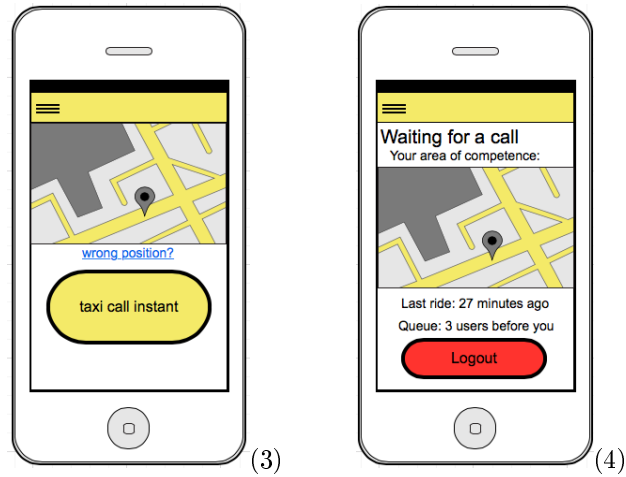 wrong position?
taxi call instant
(3)
Waiting for a call
Your area of competence:
Last ride: 27 minutes ago
Queue: 3 users before you
Logout
(4)